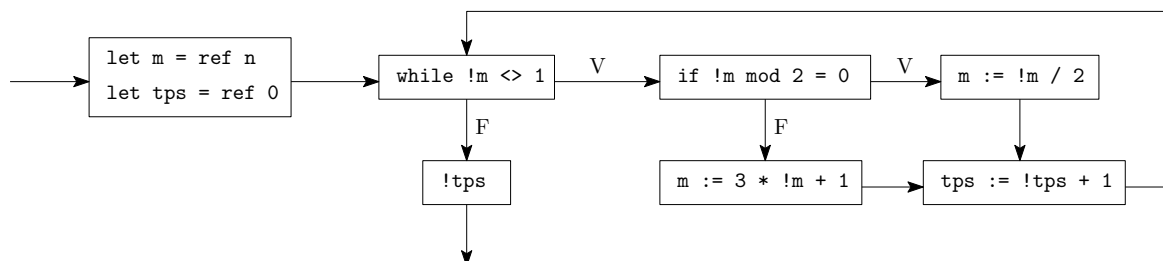 let m = ref n
let tps = ref 0
while !m <> 1
V
if !m mod 2 = 0
V
m := !m / 2
F
F
!tps
m := 3 * !m + 1
tps := !tps + 1